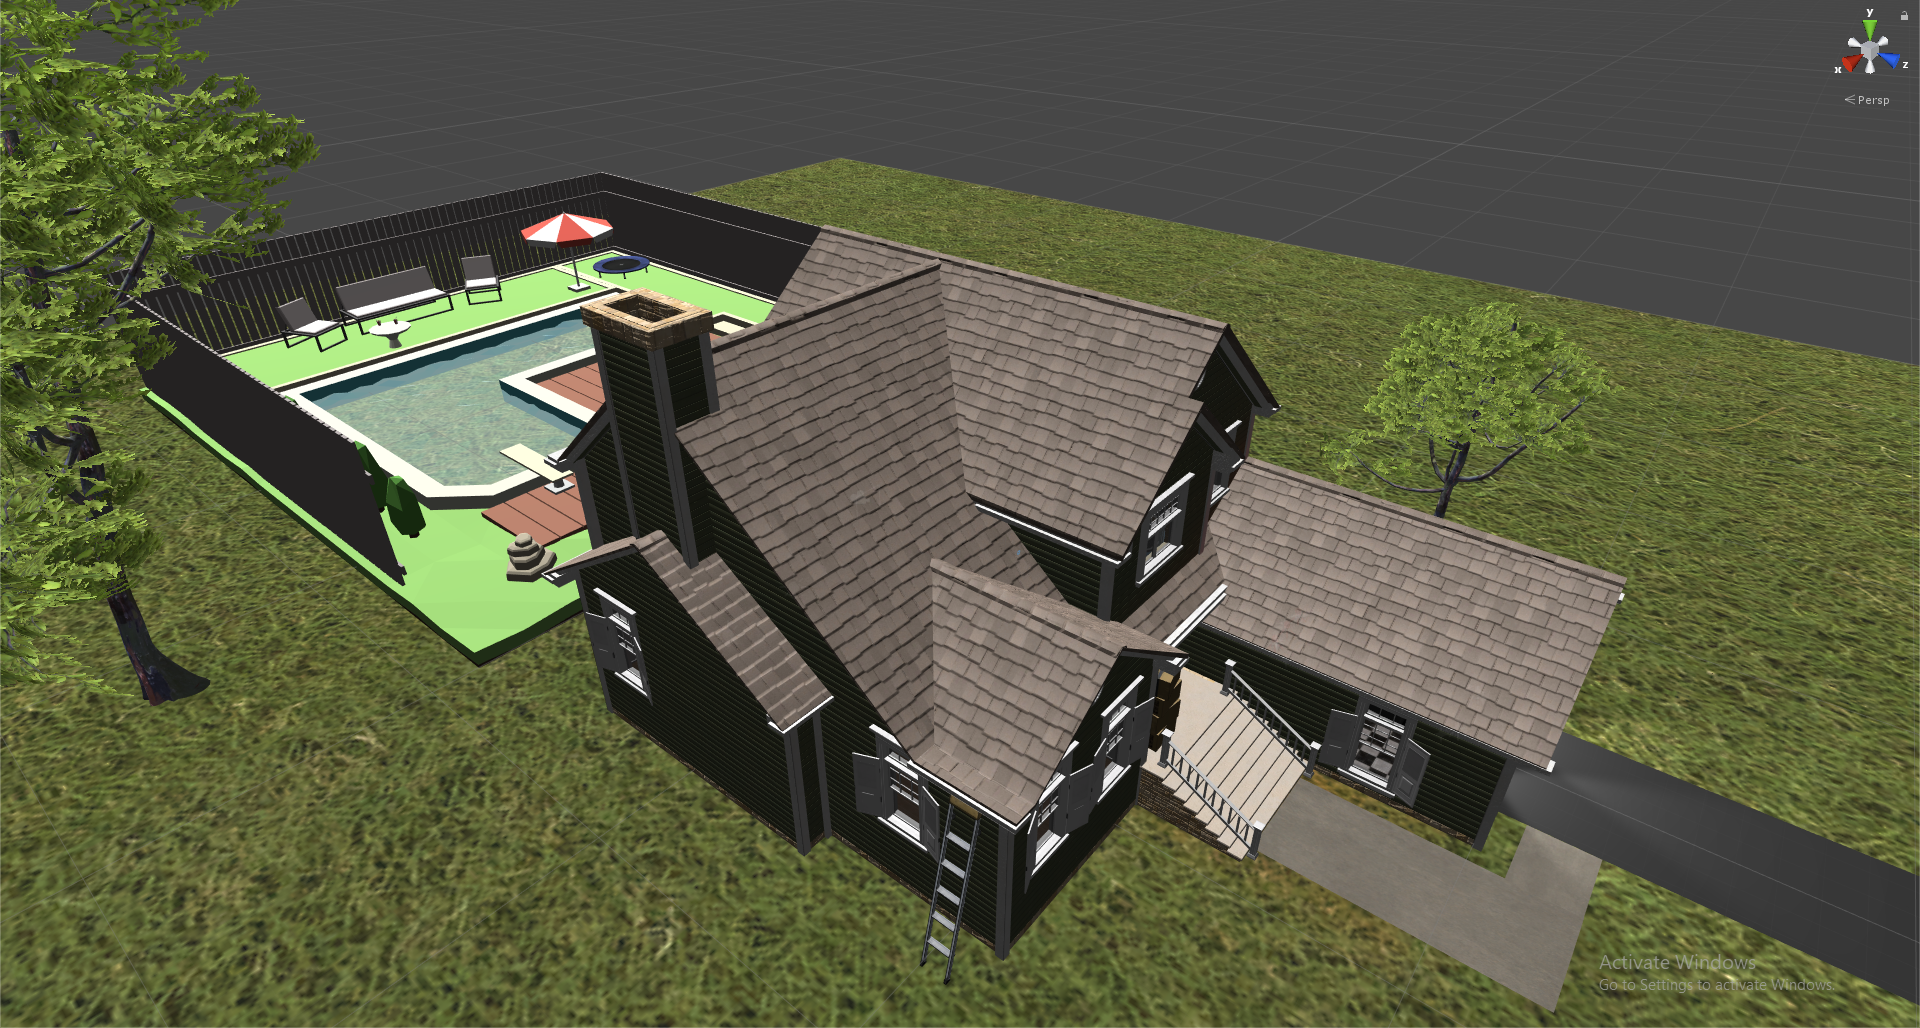 y
x
z
< Persp
Activate Windows
Go to Settings to activate Windows.